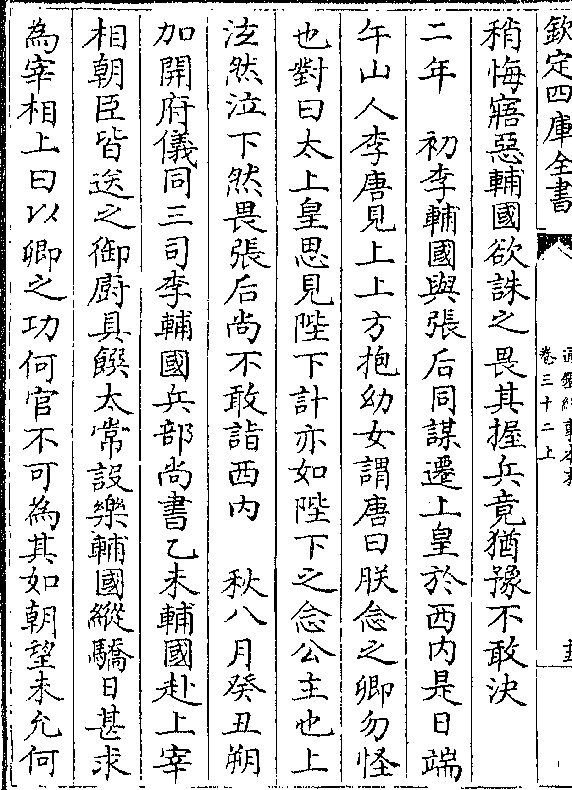 欽定四庫全書
卷三十二上
稍悔寤惡輔國欲誅之畏其握兵竟猶豫不敢決
二年　初李輔國與張后同謀遷上皇於西内是日端
午山人李唐見上上方抱幼女謂唐曰朕念之卿勿怪
也對曰太上皇思見陛下計亦如陛下之念公主也上
泫然泣下然畏張后尚不敢詣西内　秋八月癸丑朔
加開府儀同三司李輔國兵部尚書乙未輔國赴上宰
相朝臣皆送之御廚具饌太常設樂輔國縱驕日甚求
為宰相上曰以卿之功何官不可為其如朝望未允何